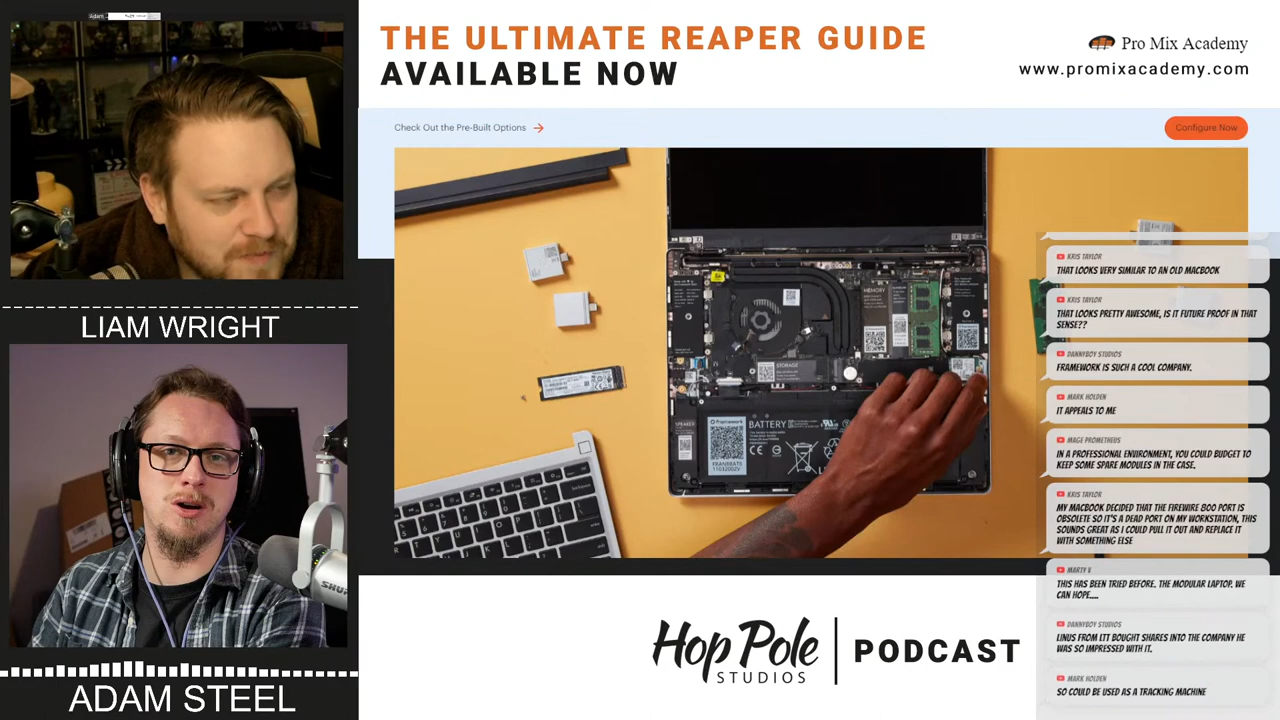 THE ULTIMATE REAPER GUIDE
AVAILABLE NOW
Pro Mix Academy
www.promixacademy.com
Check Out the Pre-Built Options
Configure Now
LIAM WRIGHT
ADAM STEEL
MEMORY
STORAGE
SPEAKER
BATTERY
Framework
FRANBBATA
KRIS TAYLOR
THAT LOOKS VERY SIMILAR TO AN OLD MACBOOK
KRIS TAYLOR
THAT LOOKS PRETTY AWESOME, IS IT FUTURE PROOF IN THAT
SENSE??
DANNYBOY STUDIOS
FRAMEWORK IS SUCH A COOL COMPANY.
MARK HOLDEN
IT APPEALS TO ME
MAGE PROMETHEUS
IN A PROFESSIONAL ENVIRONMENT, YOU COULD BUDGET TO
KEEP SOME SPARE MODULES IN THE CASE.
KRIS TAYLOR
MY MACBOOK DECIDED THAT THE FIREWIRE 800 PORT IS
OBSOLETE SO IT'S A DEAD PORT ON MY WORKSTATION, THIS
SOUNDS GREAT AS I COULD PULL IT OUT AND REPLACE IT
WITH SOMETHING ELSE
MARTY V
THIS HAS BEEN TRIED BEFORE. THE MODULAR LAPTOP. WE
CAN HOPE....
DANNYBOY STUDIOS
LINUS FROM LTT BOUGHT SHARES INTO THE COMPANY HE
WAS SO IMPRESSED WITH IT.
MARK HOLDEN
SO COULD BE USED AS A TRACKING MACHINE
Hop Pole
STUDIOS
PODCAST